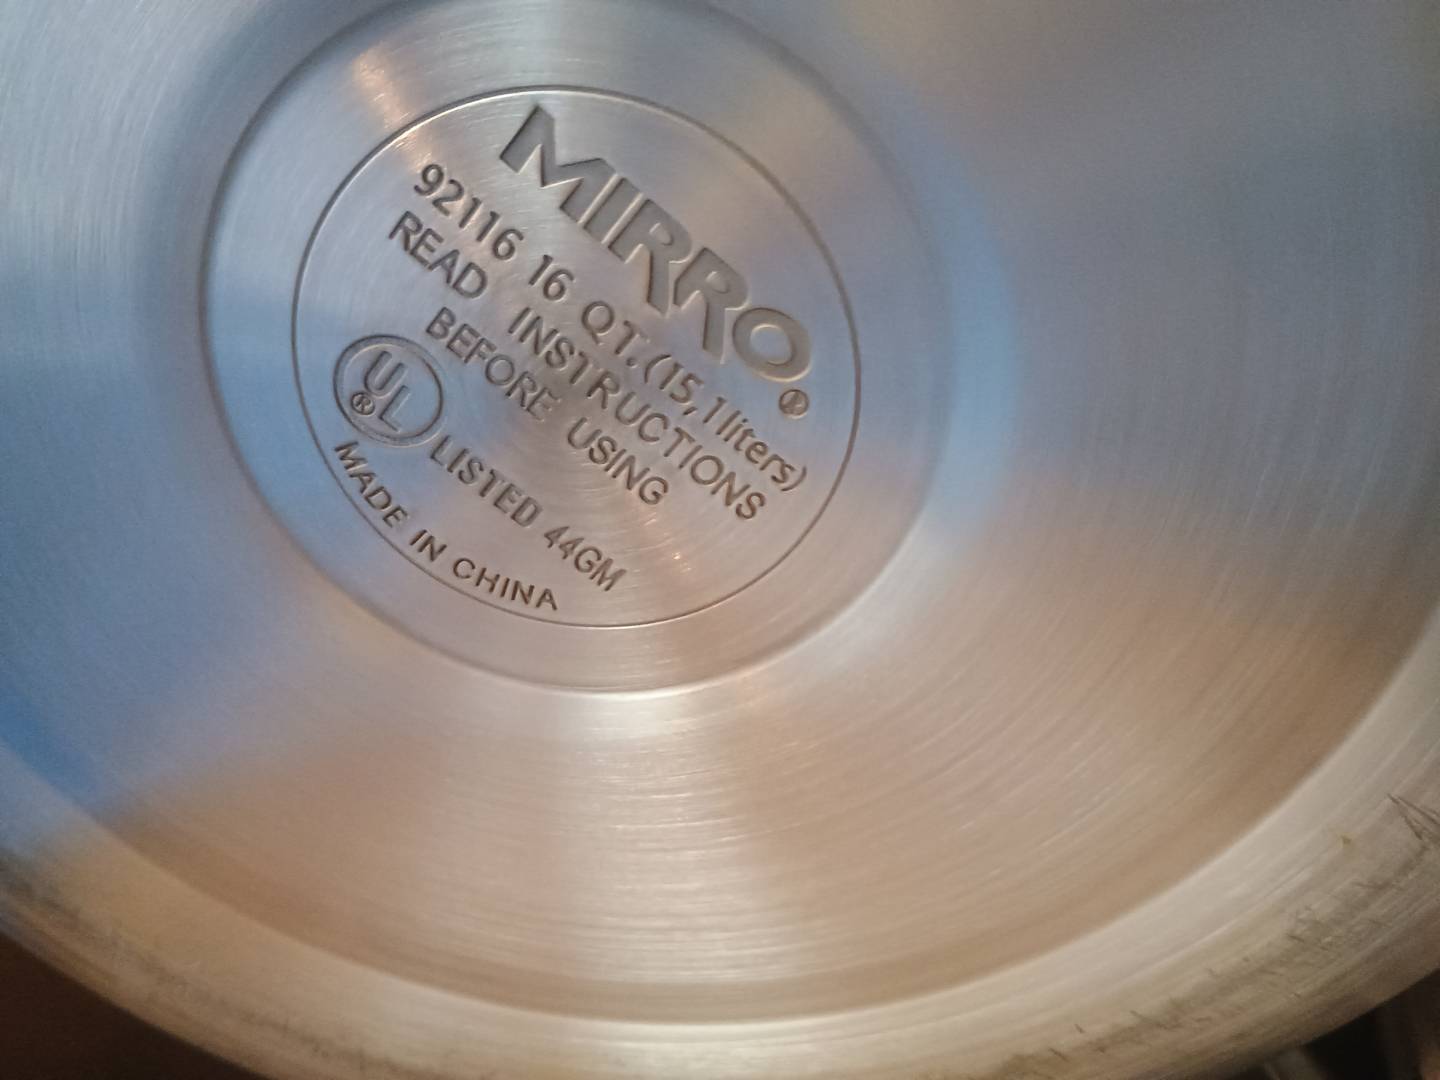 MIRRO®
92116 16 QT.(15,1liters)
READ INSTRUCTIONS
BEFORE USING
UL® LISTED 44GM
MADE IN CHINA